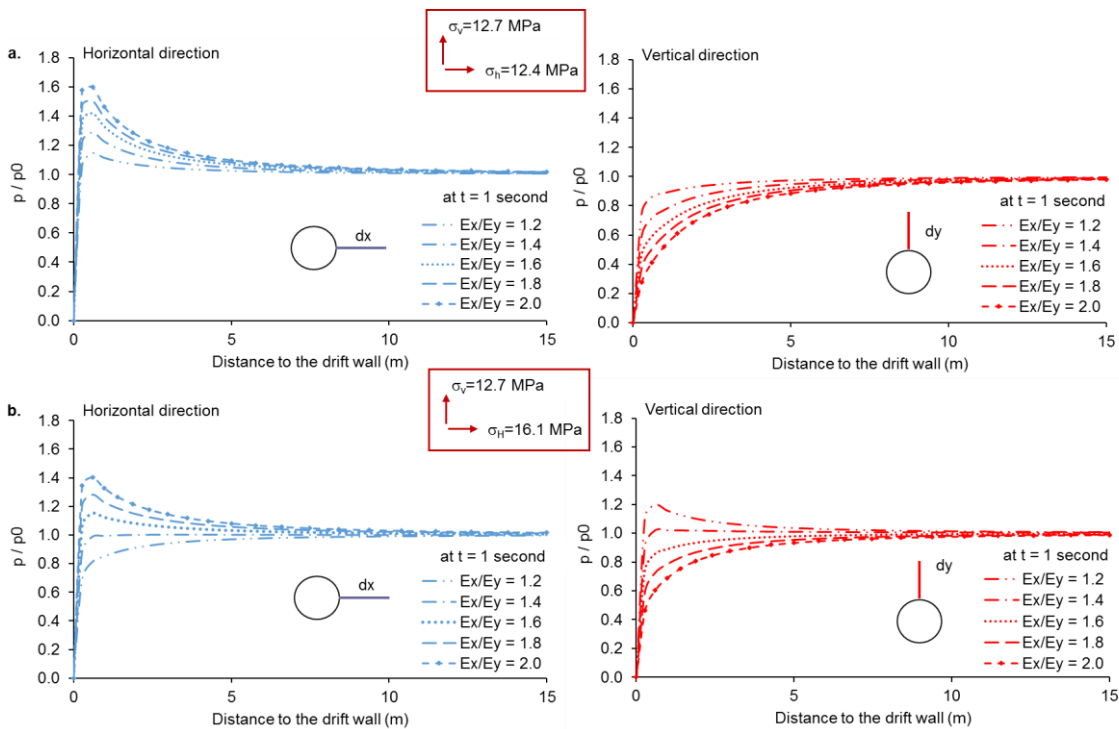 a.
Horizontal direction
σv=12.7 MPa
σh=12.4 MPa
Vertical direction
p / p0
1.8
1.6
1.4
1.2
1.0
0.8
0.6
0.4
0.2
0.0
at t = 1 second
Ex/Ey = 1.2
Ex/Ey = 1.4
Ex/Ey = 1.6
Ex/Ey = 1.8
Ex/Ey = 2.0
dx
0 5 10 15
Distance to the drift wall (m)
p / p0
1.8
1.6
1.4
1.2
1.0
0.8
0.6
0.4
0.2
0.0
at t = 1 second
Ex/Ey = 1.2
Ex/Ey = 1.4
Ex/Ey = 1.6
Ex/Ey = 1.8
Ex/Ey = 2.0
dy
0 5 10 15
Distance to the drift wall (m)
b.
Horizontal direction
σv=12.7 MPa
σH=16.1 MPa
Vertical direction
p / p0
1.8
1.6
1.4
1.2
1.0
0.8
0.6
0.4
0.2
0.0
at t = 1 second
Ex/Ey = 1.2
Ex/Ey = 1.4
Ex/Ey = 1.6
Ex/Ey = 1.8
Ex/Ey = 2.0
dx
0 5 10 15
Distance to the drift wall (m)
p / p0
1.8
1.6
1.4
1.2
1.0
0.8
0.6
0.4
0.2
0.0
at t = 1 second
Ex/Ey = 1.2
Ex/Ey = 1.4
Ex/Ey = 1.6
Ex/Ey = 1.8
Ex/Ey = 2.0
dy
0 5 10 15
Distance to the drift wall (m)